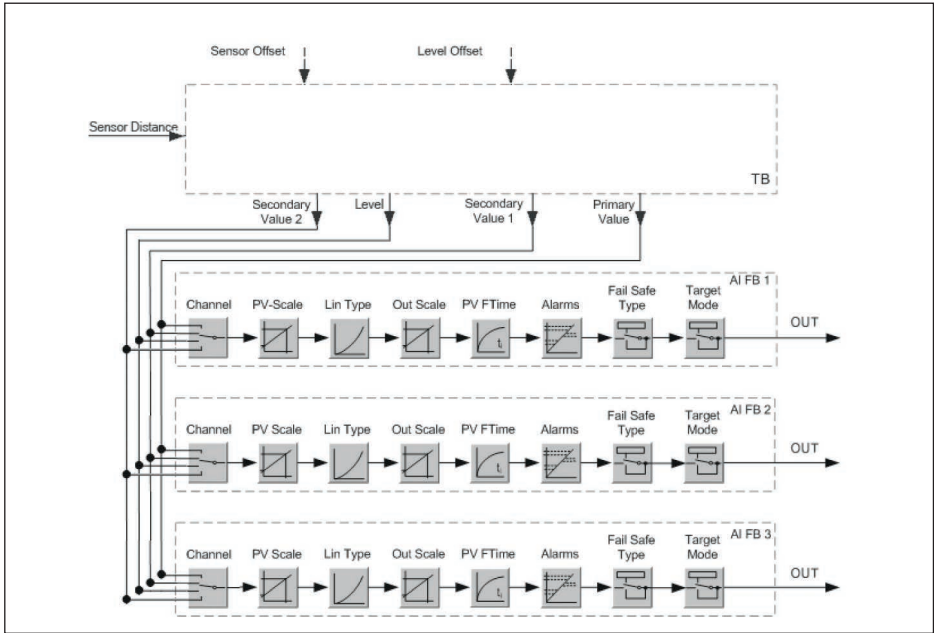 Sensor Offset
Level Offset
Sensor Distance
TB
Secondary
Value 2
Level
Secondary
Value 1
Primary
Value
AI FB 1
Channel
PV-Scale
Lin Type
Out Scale
PV FTime
Alarms
Fail Safe
Type
Target
Mode
OUT
t
AI FB 2
Channel
PV Scale
Lin Type
Out Scale
PV FTime
Alarms
Fail Safe
Type
Target
Mode
OUT
t
AI FB 3
Channel
PV Scale
Lin Type
Out Scale
PV FTime
Alarms
Fail Safe
Type
Target
Mode
OUT
t